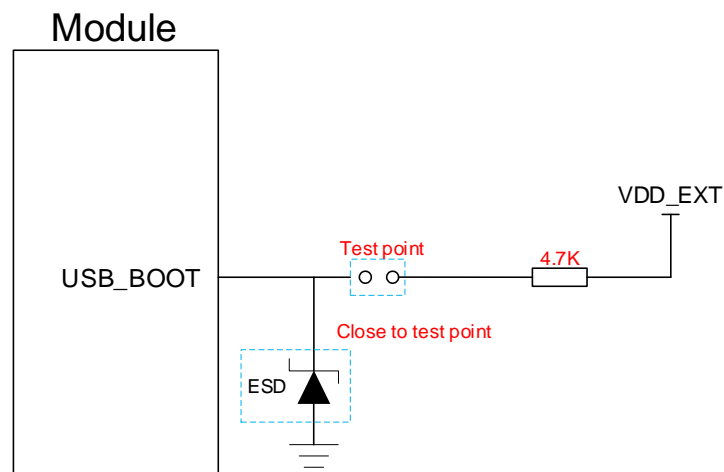 Module
VDD_EXT
Test point
4.7K
USB_BOOT
Close to test point
ESD